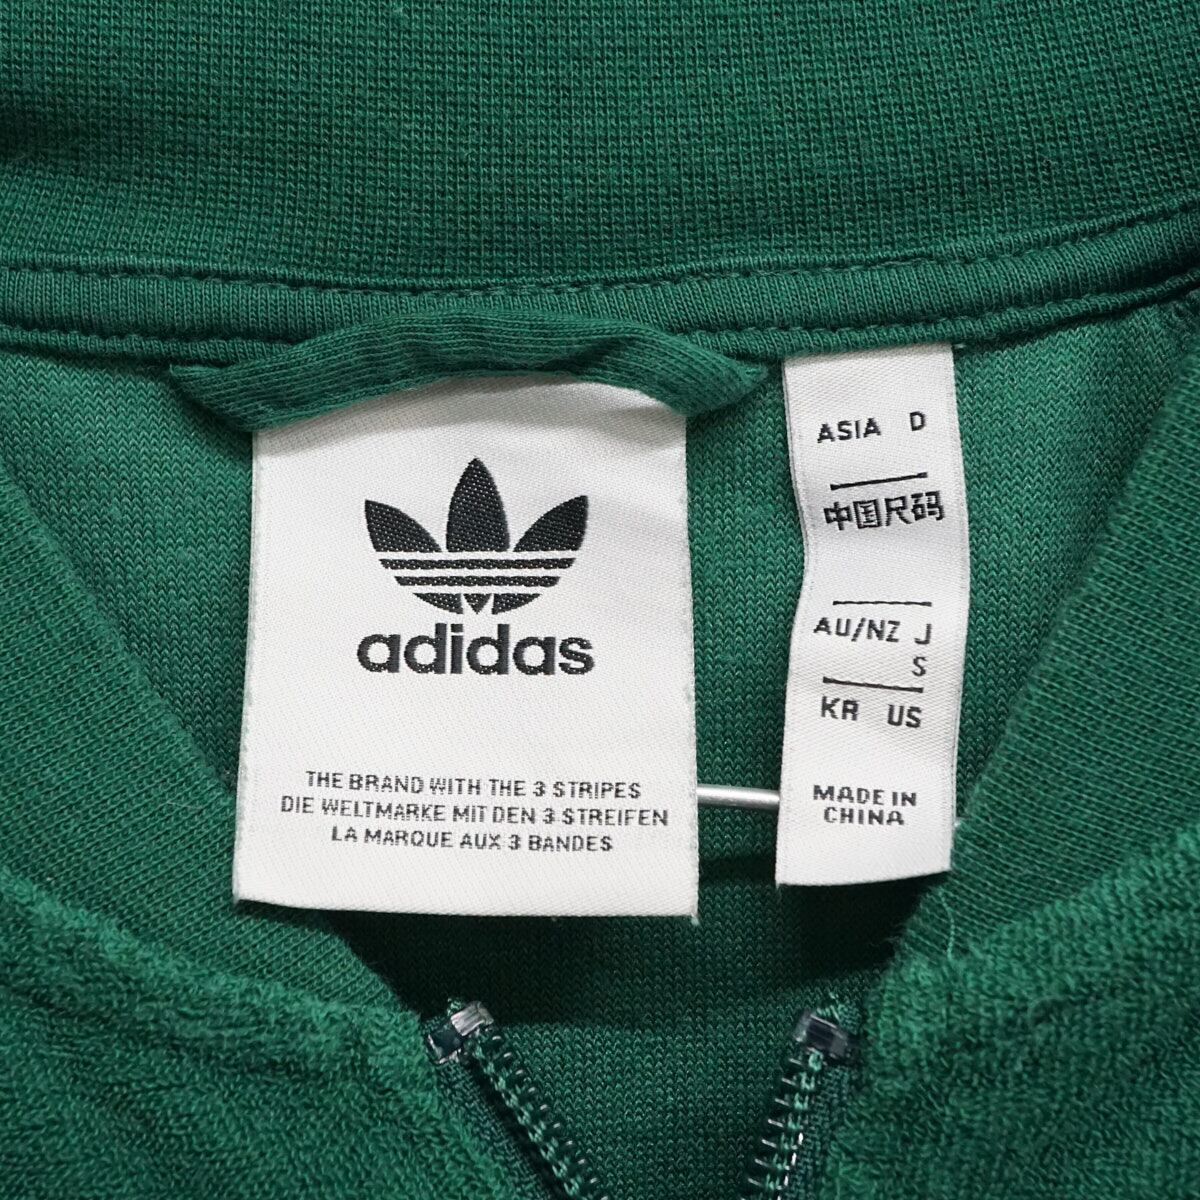 adidas
THE BRAND WITH THE 3 STRIPES
DIE WELTMARKE MIT DEN 3 STREIFEN
LA MARQUE AUX 3 BANDES
ASIA D
中国尺码
AU/NZ J
S
KR US
MADE IN
CHINA